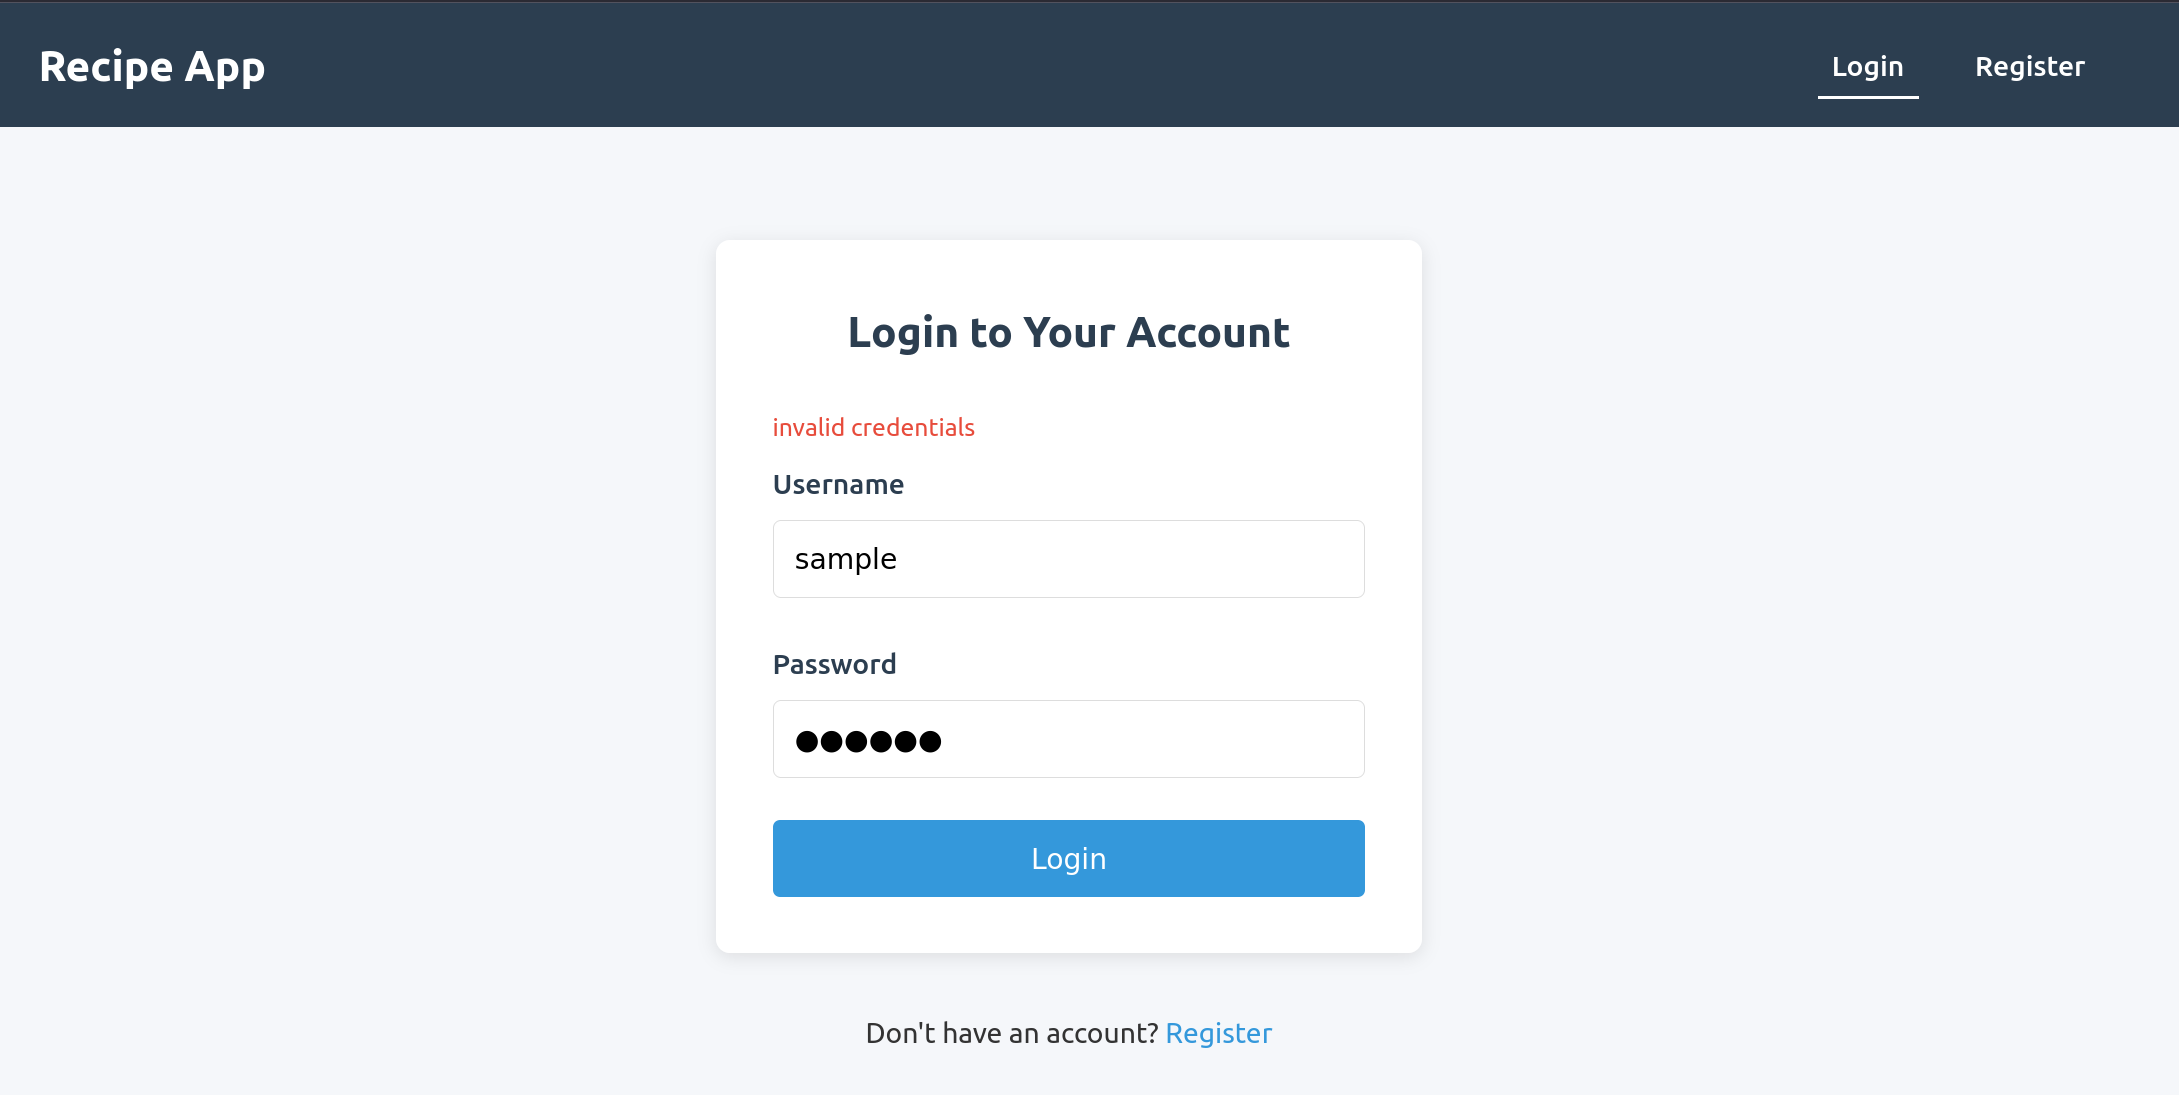 Recipe App
Login Register
Login to Your Account
invalid credentials
Username
sample
Password
●●●●●●
Login
Don't have an account? Register